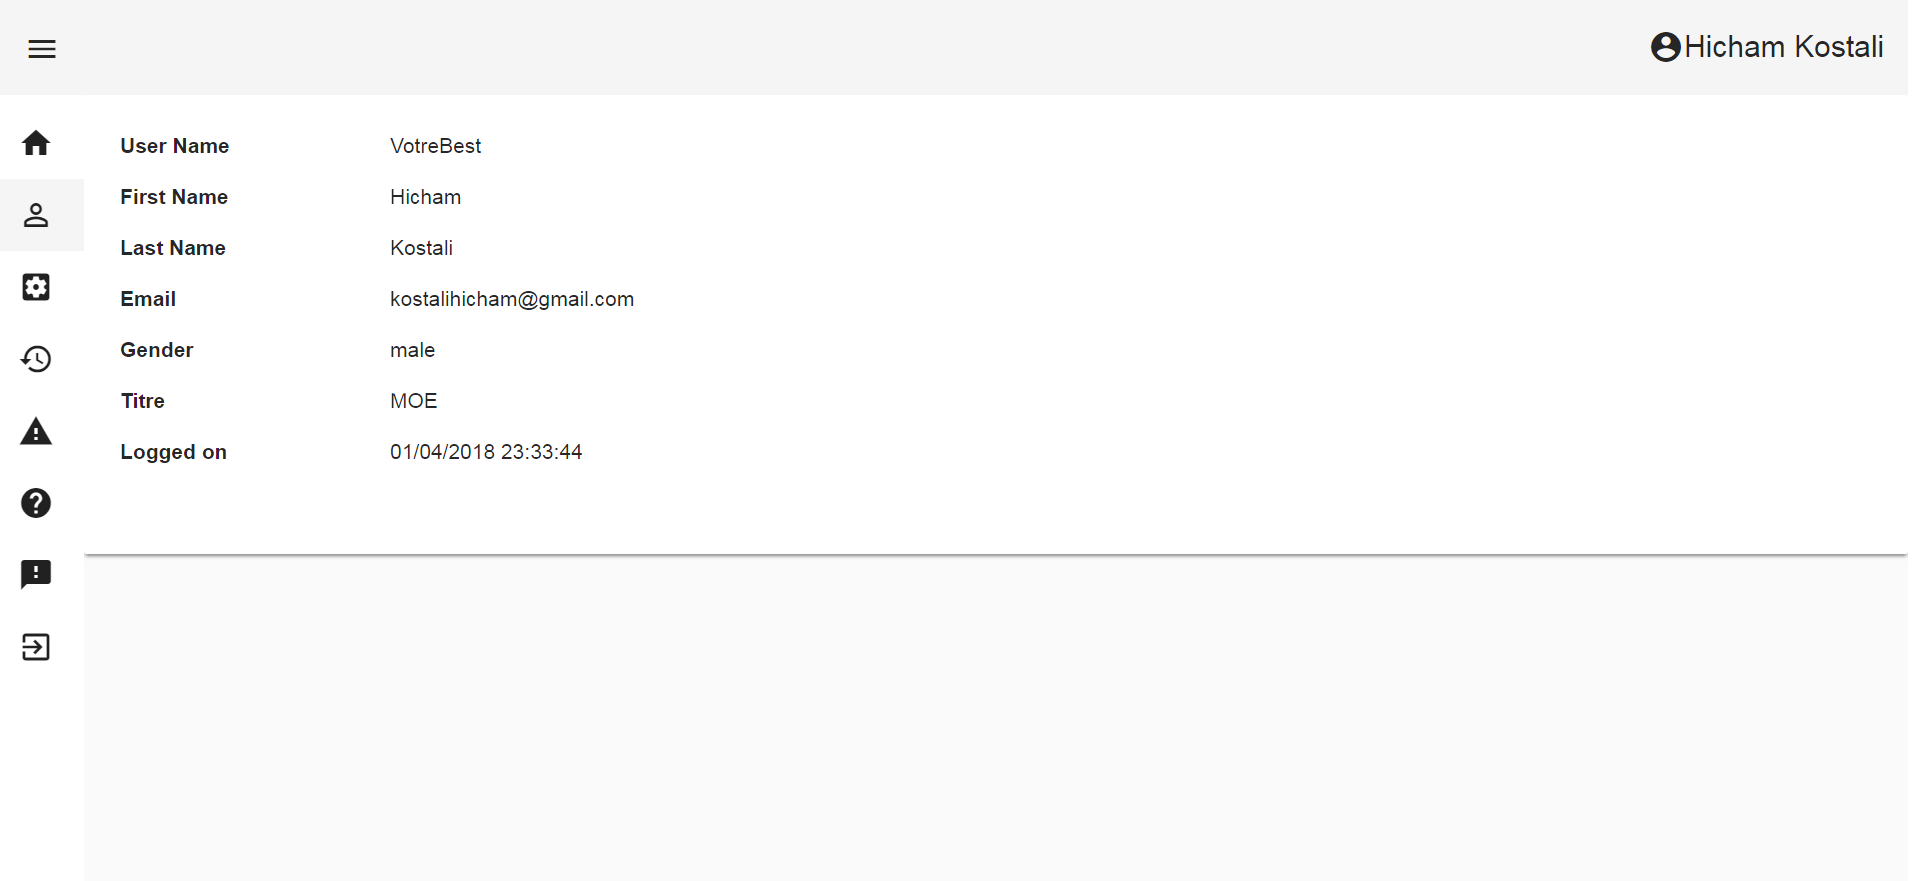 Hicham Kostali
User Name VotreBest
First Name Hicham
Last Name Kostali
Email kostalihicham@gmail.com
Gender male
Titre MOE
Logged on 01/04/2018 23:33:44